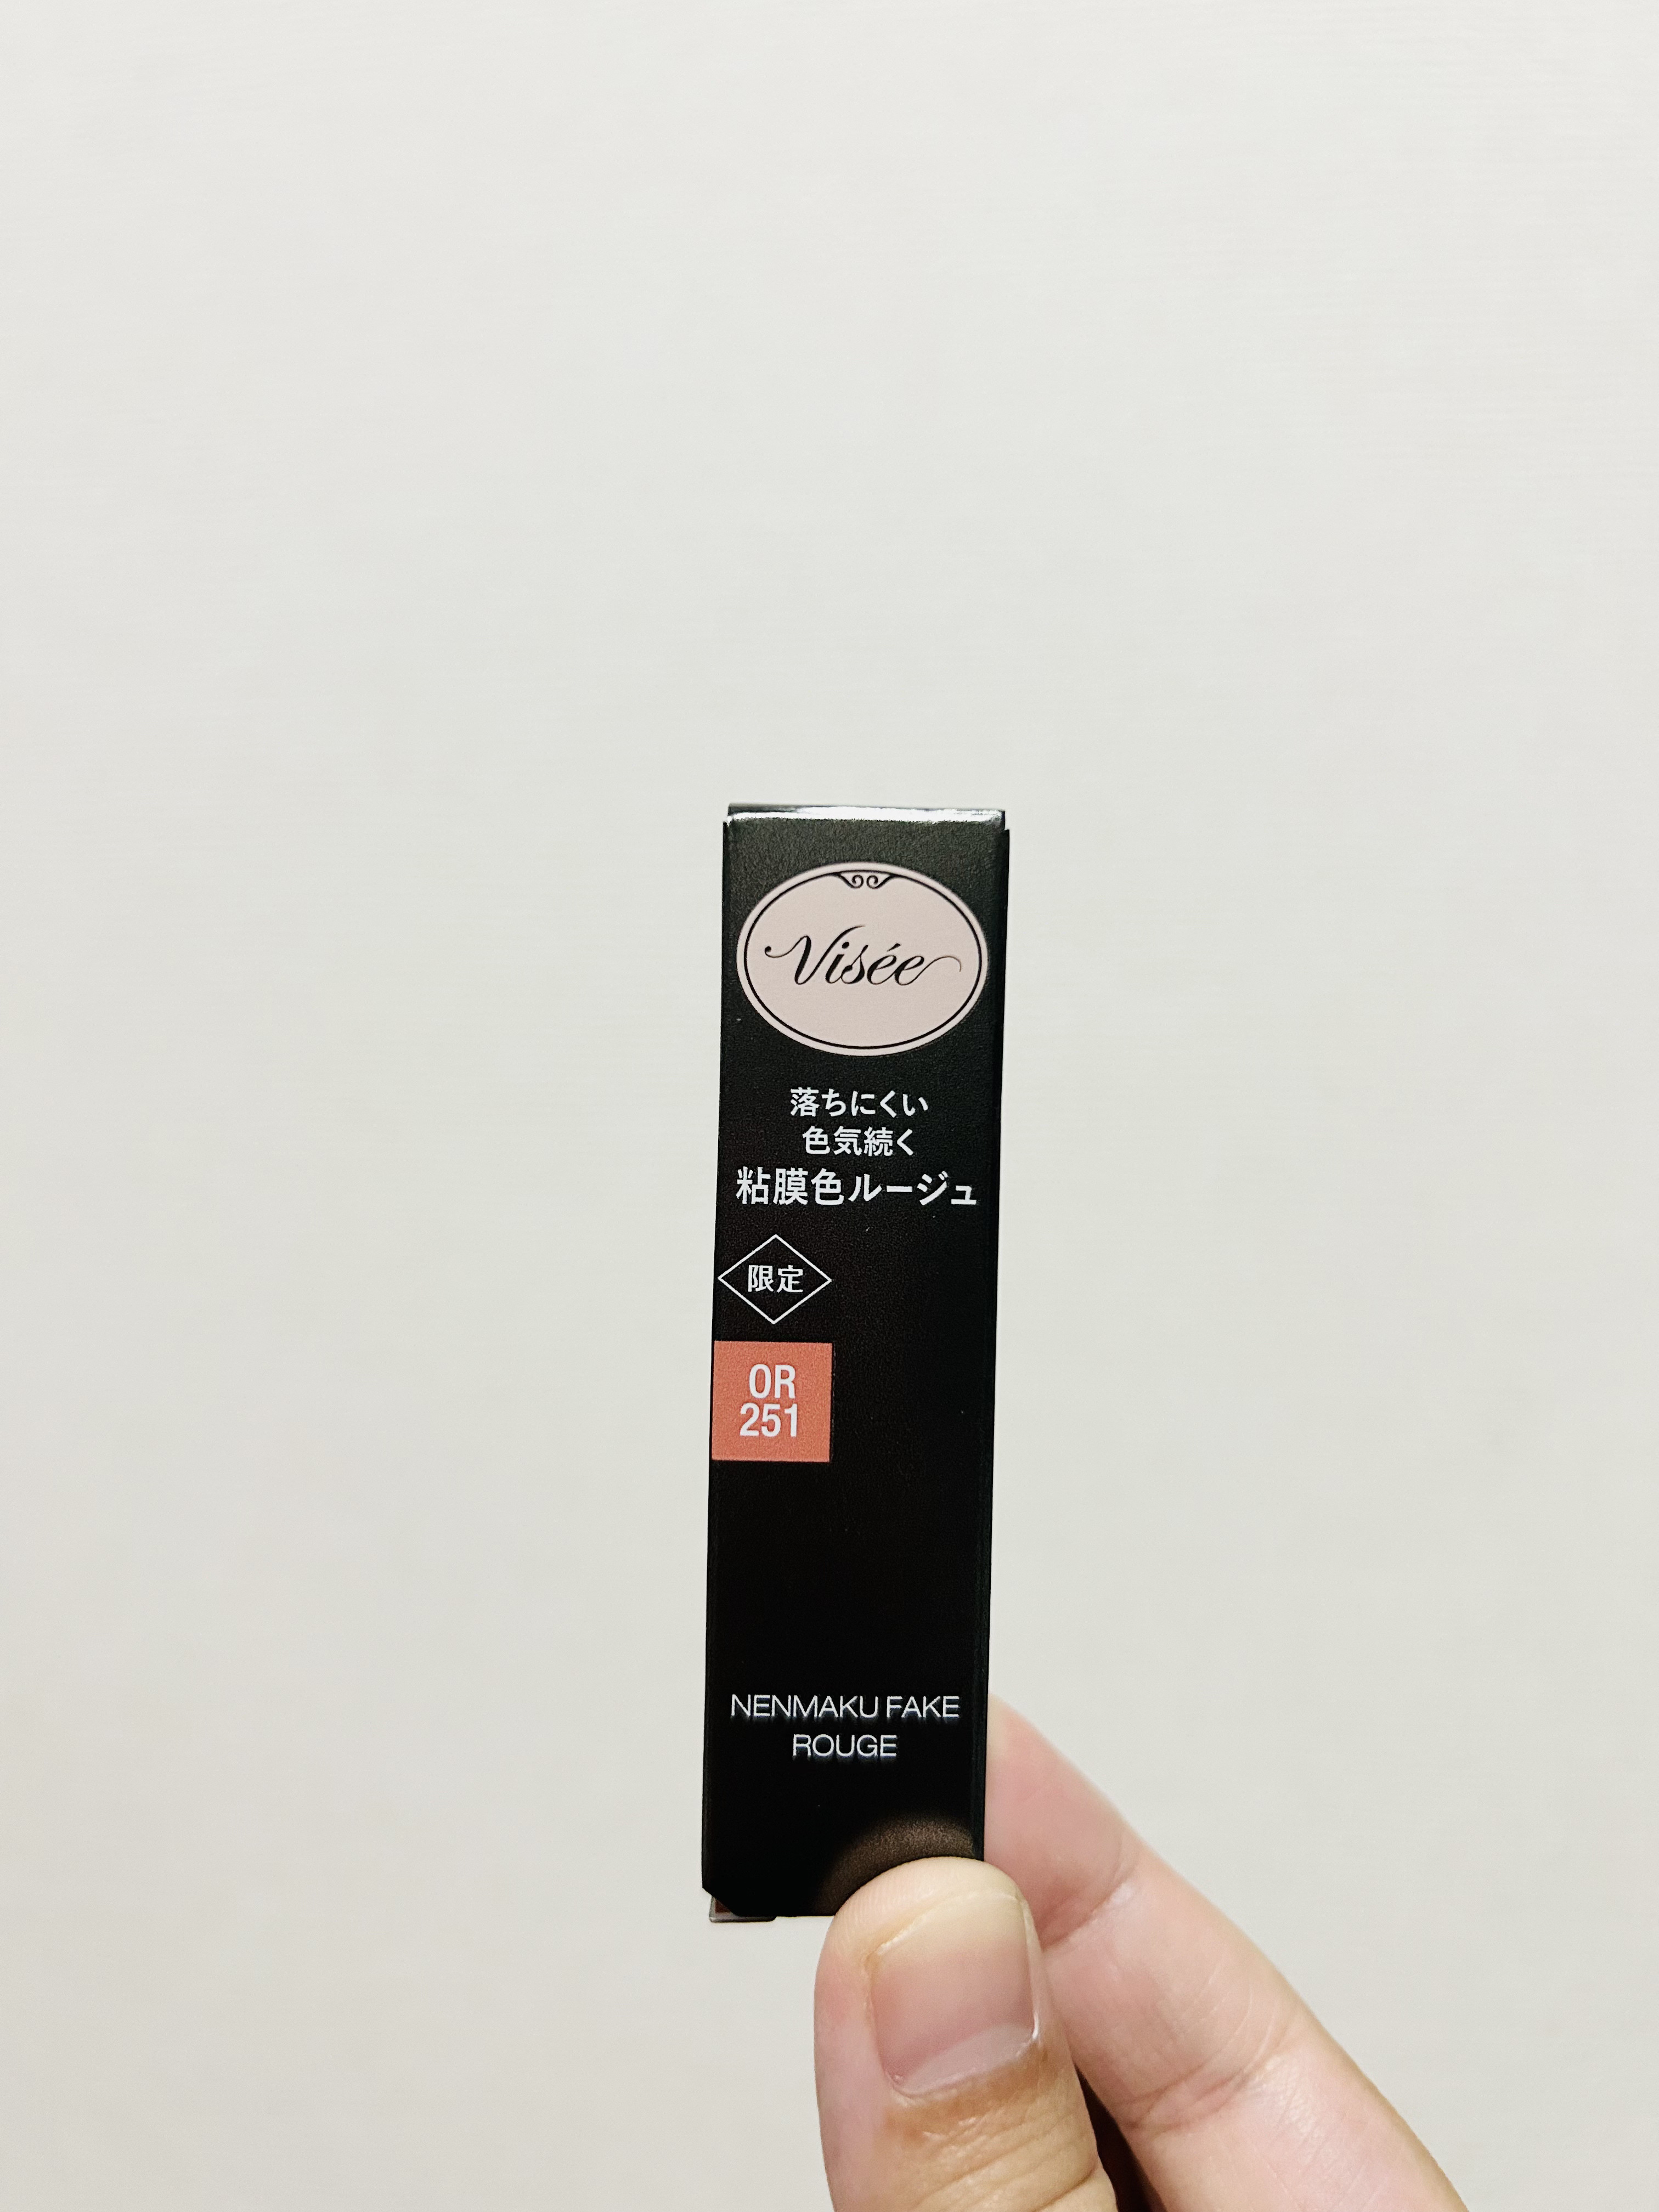 Visée
落ちにくい
色気続く
粘膜色ルージュ
限定
OR
251
NENMAKU FAKE
ROUGE